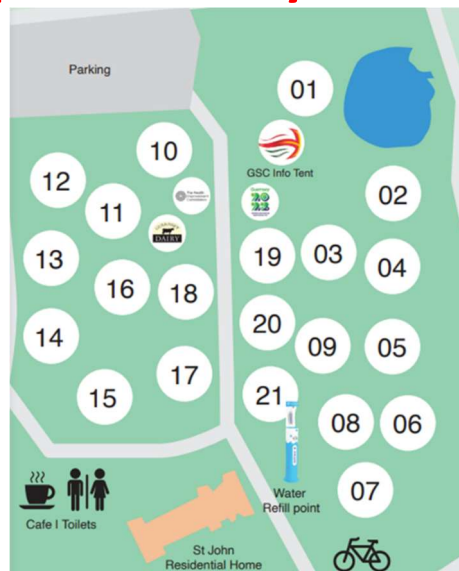 Parking
01
10
GSC Info Tent
12
11
02
DAIRY
13
16
18
19
03
04
14
20
09
05
15
17
21
08
06
07
Cafe I Toilets
Water
Refill point
St John
Residential Home